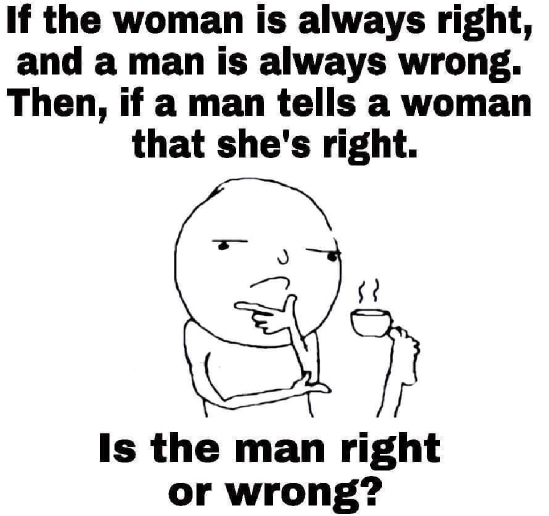 If the woman is always right,
and a man is always wrong.
Then, if a man tells a woman
that she's right.
Is the man right
or wrong?